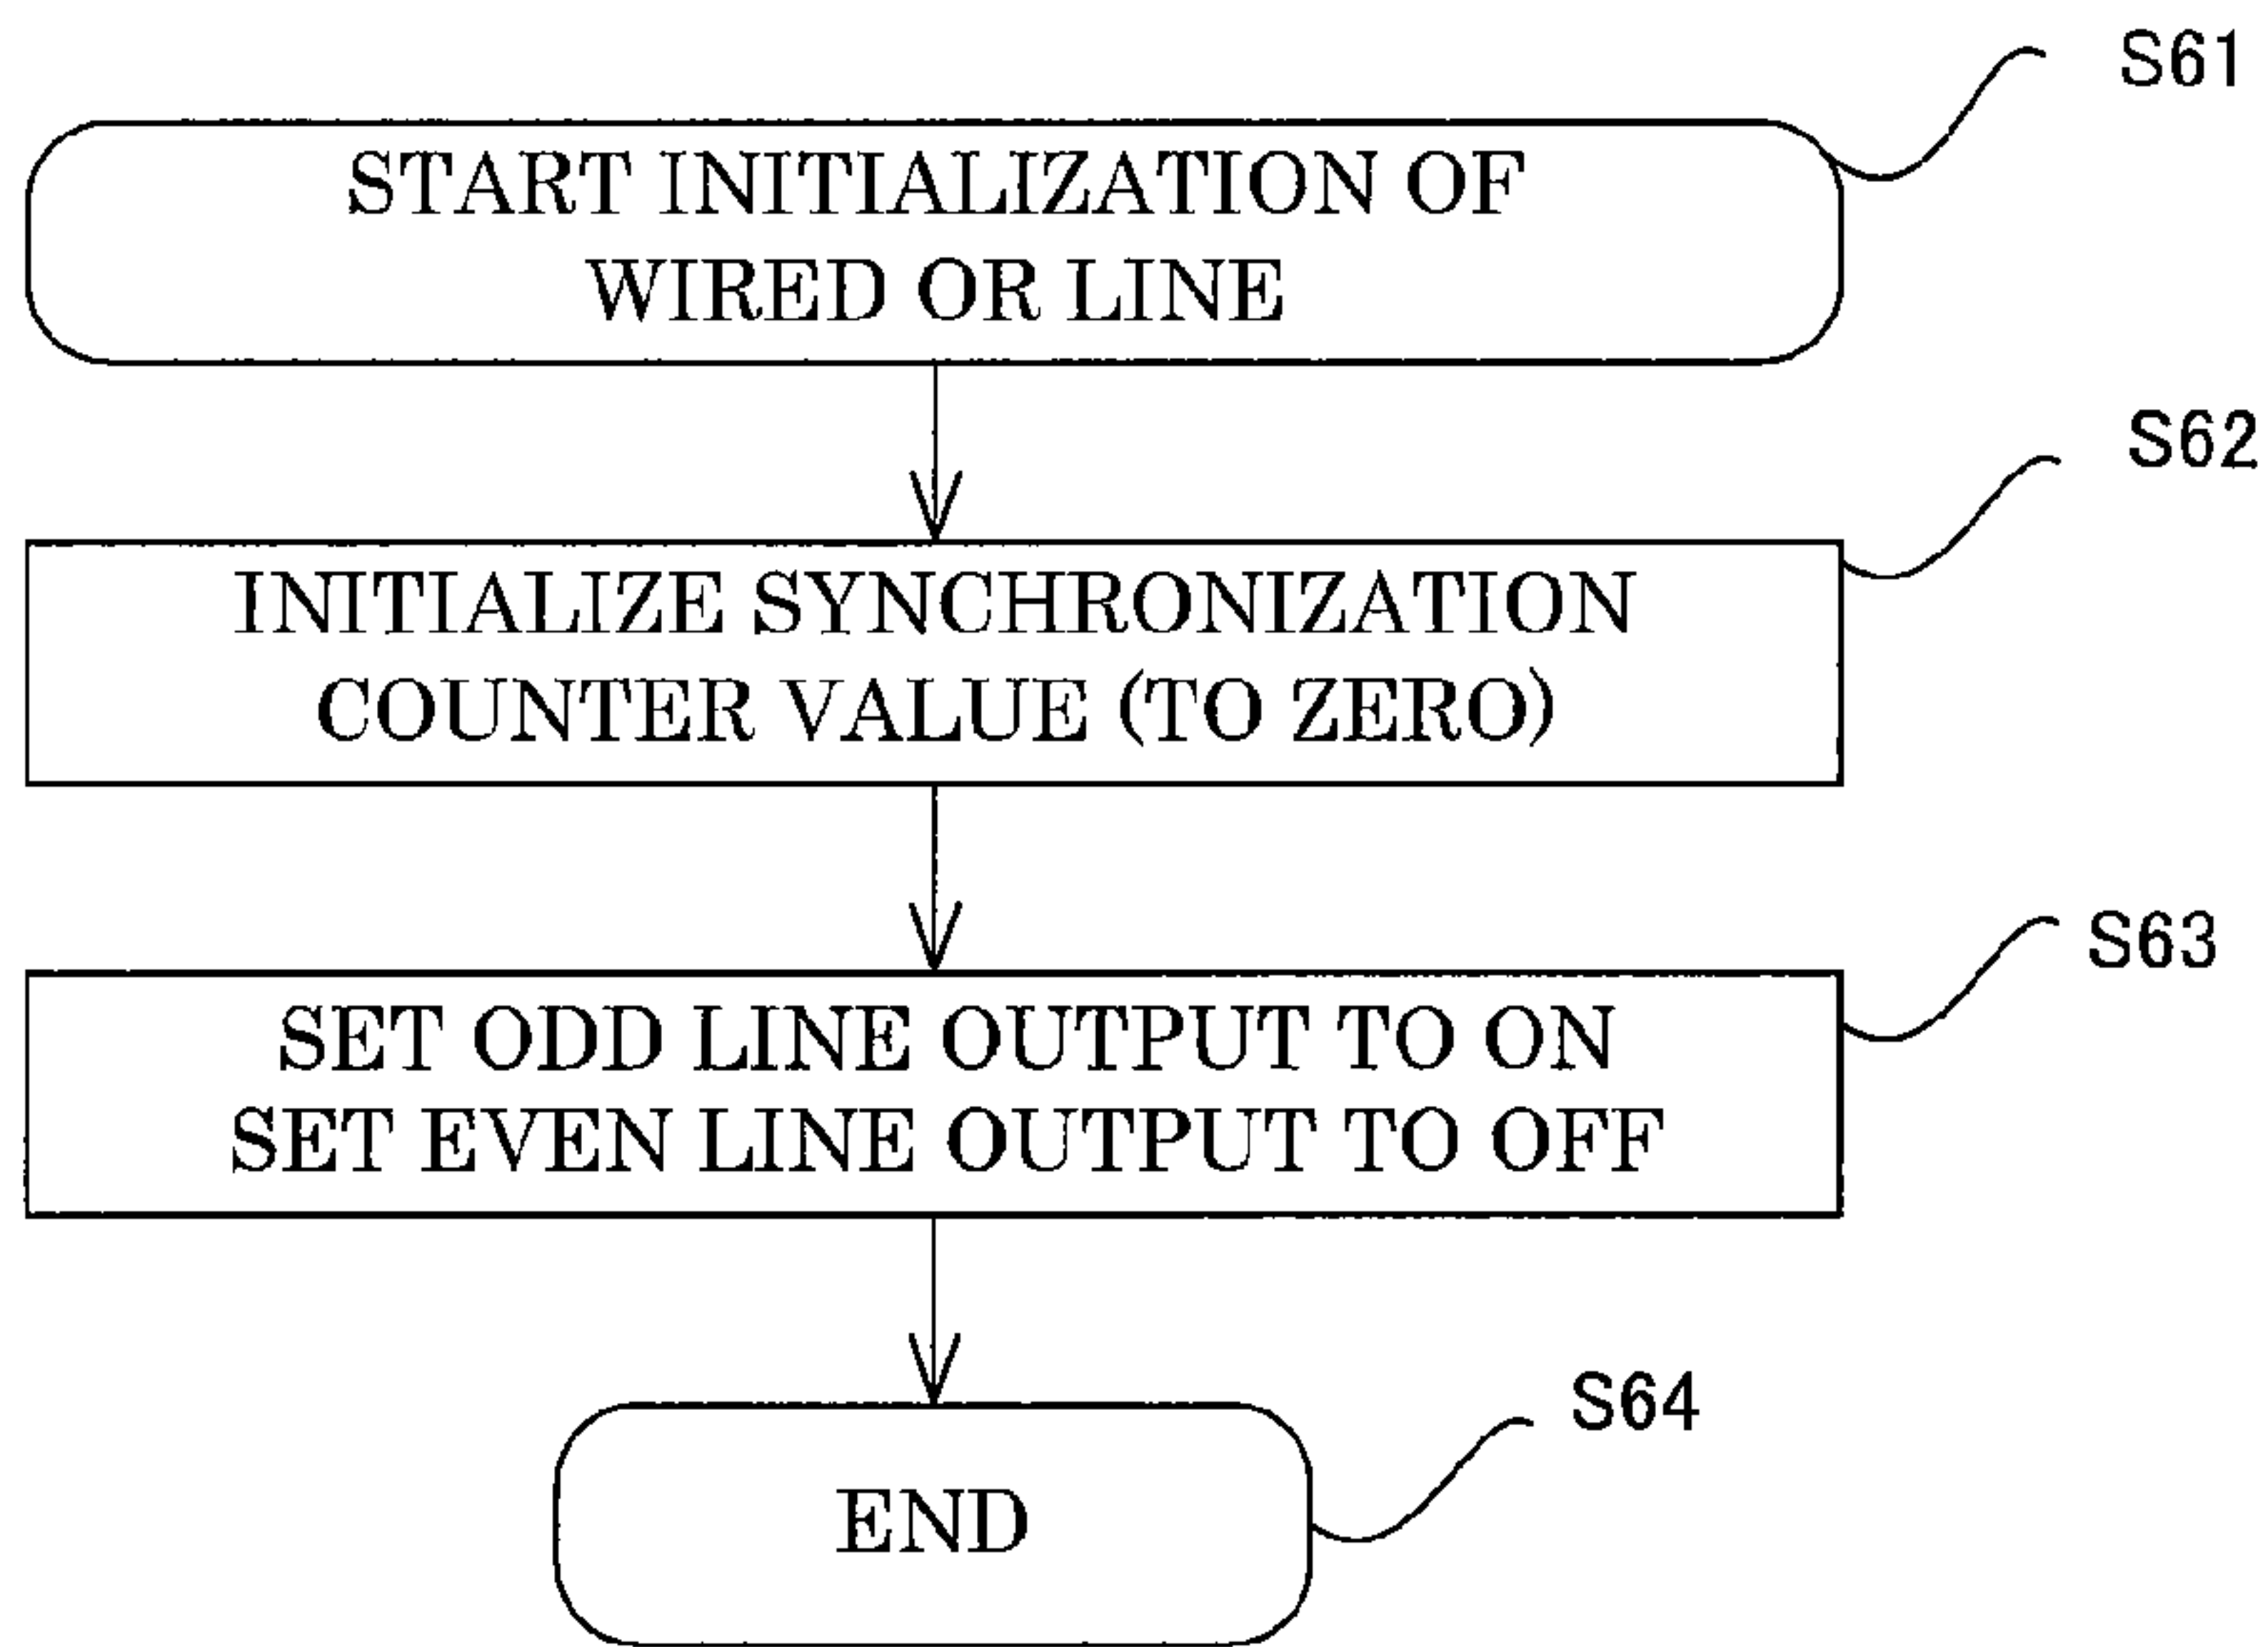 S61
START INITIALIZATION OF
WIRED OR LINE
S62
INITIALIZE SYNCHRONIZATION
COUNTER VALUE (TO ZERO)
S63
SET ODD LINE OUTPUT TO ON
SET EVEN LINE OUTPUT TO OFF
S64
END